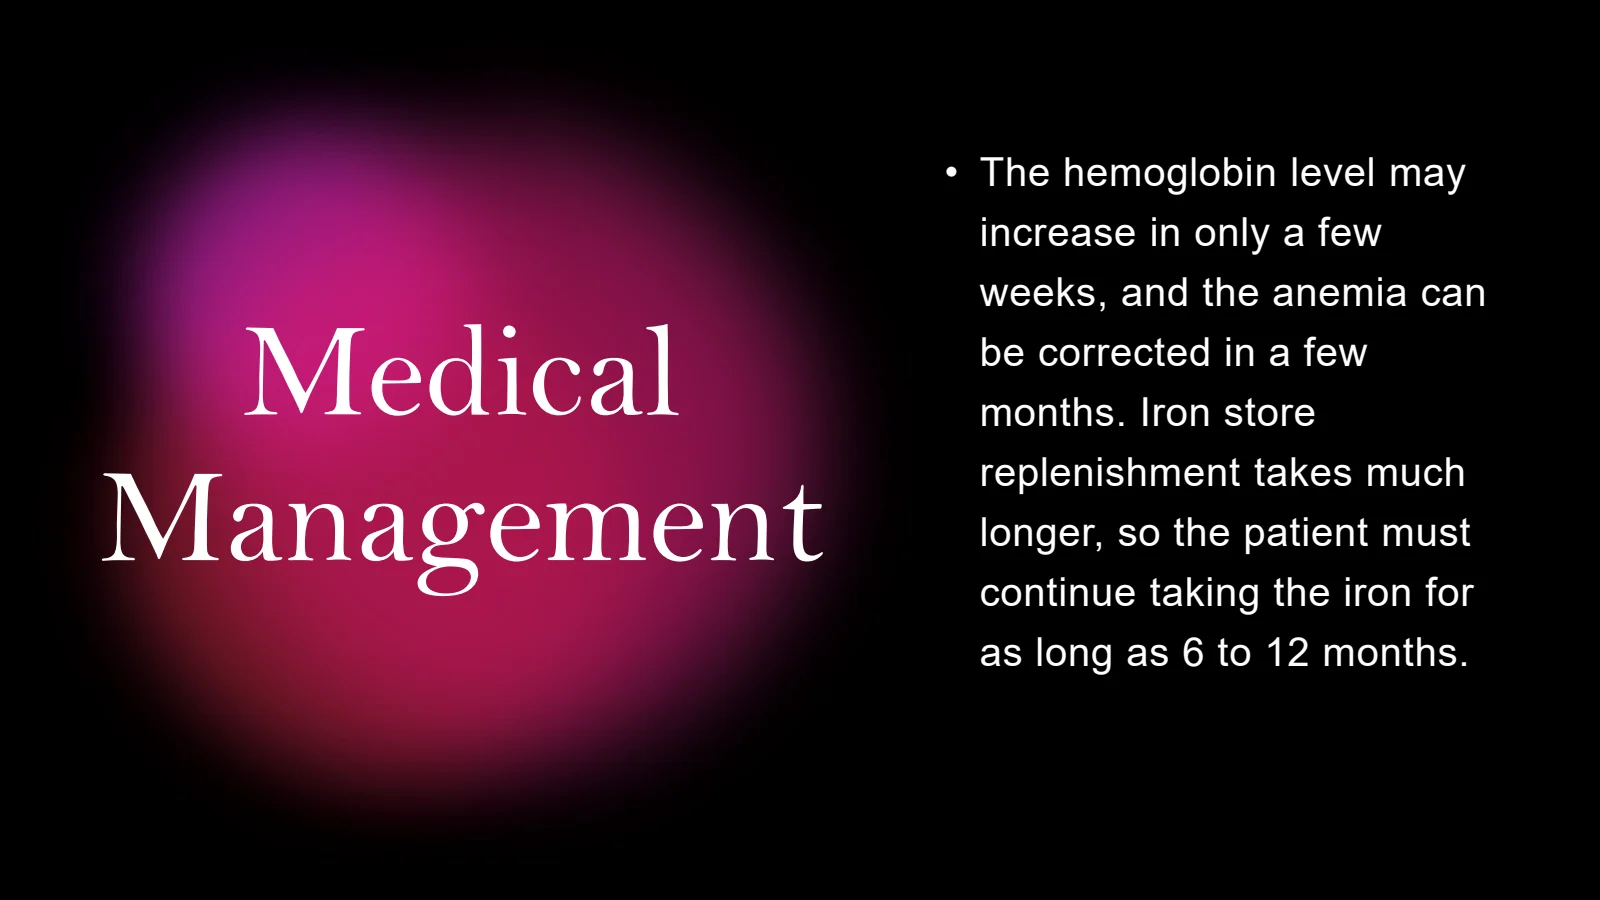 Medical
Management
• The hemoglobin level may
increase in only a few
weeks, and the anemia can
be corrected in a few
months. Iron store
replenishment takes much
longer, so the patient must
continue taking the iron for
as long as 6 to 12 months.